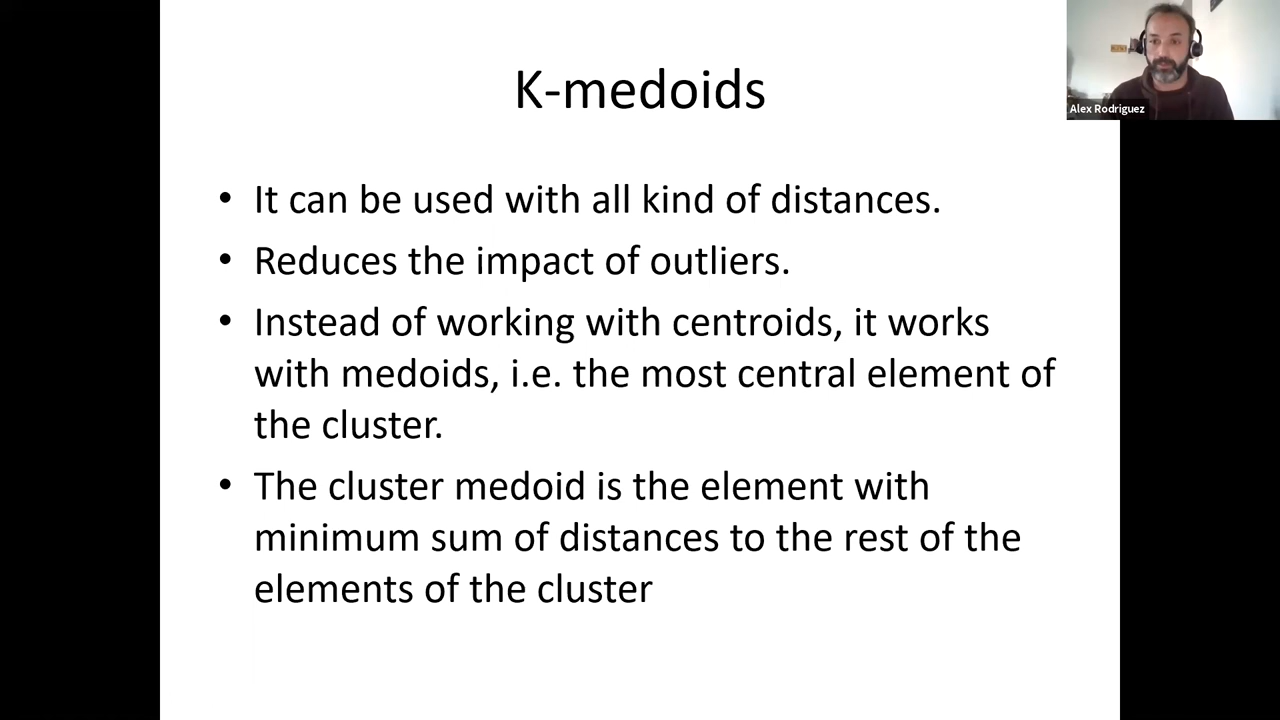 K-medoids
Alex Rodriguez
• It can be used with all kind of distances.
• Reduces the impact of outliers.
• Instead of working with centroids, it works
with medoids, i.e. the most central element of
the cluster.
• The cluster medoid is the element with
minimum sum of distances to the rest of the
elements of the cluster